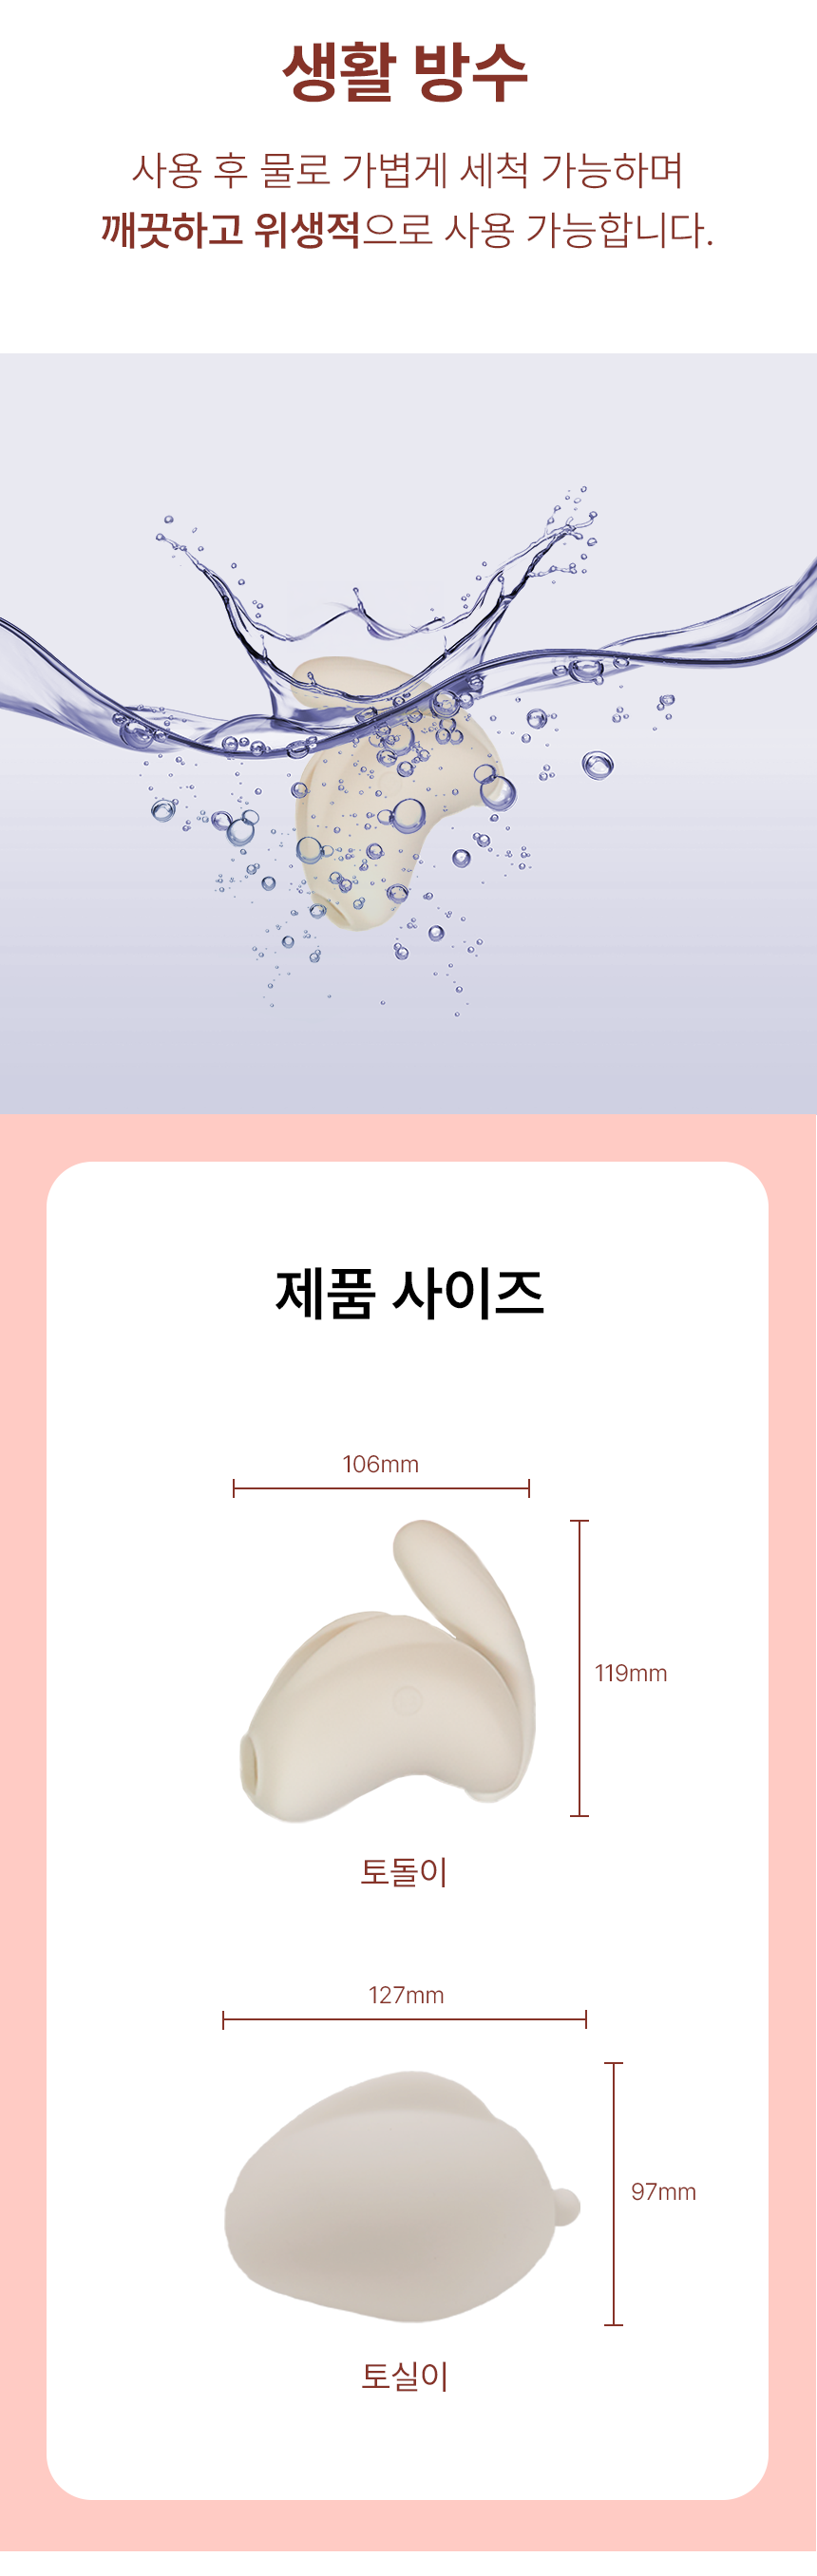 생활 방수
사용 후 물로 가볍게 세척 가능하며
깨끗하고 위생적으로 사용 가능합니다.
제품 사이즈
106mm
119mm
토돌이
127mm
97mm
토실이